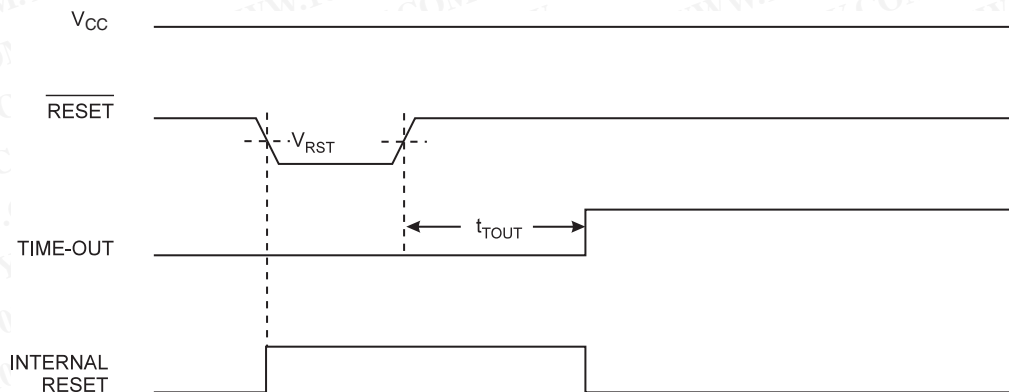 VCC
RESET
VRST
tTOUT
TIME-OUT
INTERNAL
RESET